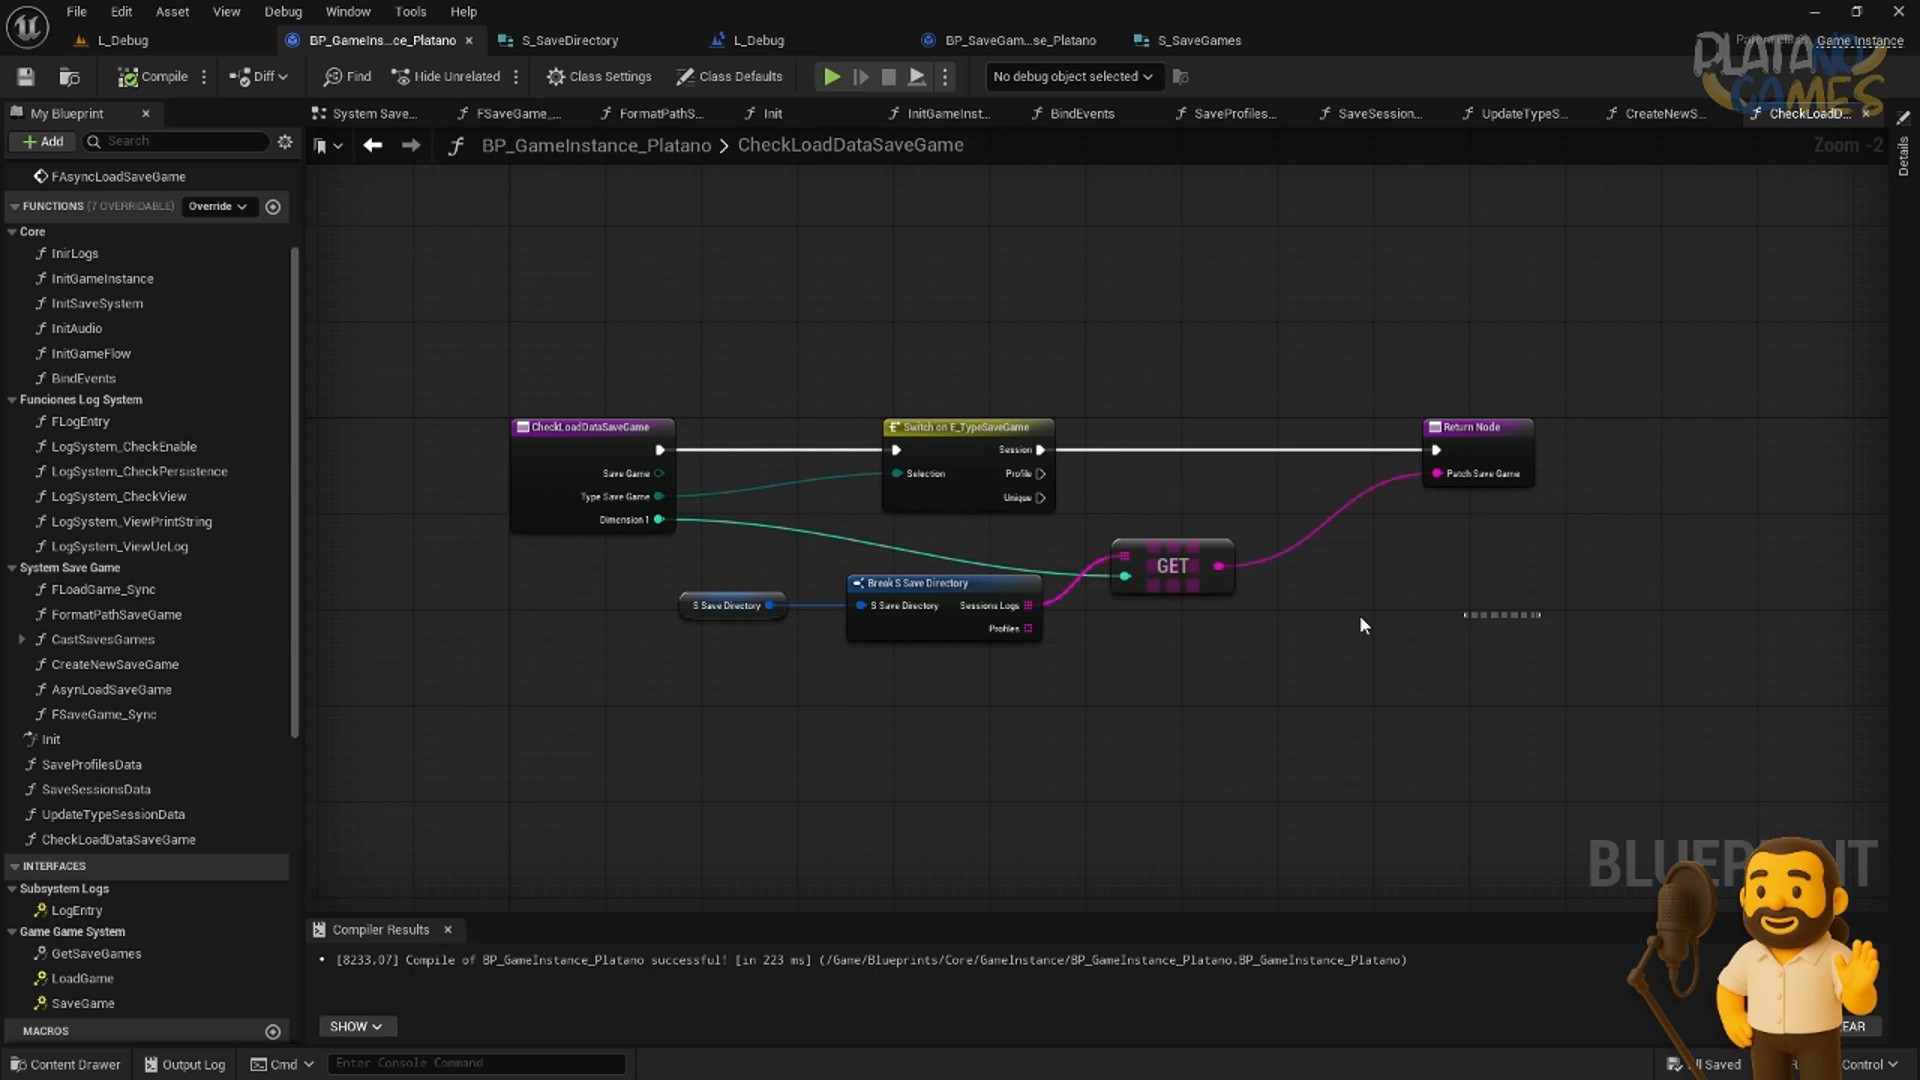 File Edit Asset View Debug Window Tools Help
L_Debug BP_GameIns...ce_Platano S_SaveDirectory L_Debug BP_SaveGam...se_Platano S_SaveGames Game Instance
Compile Diff Find Hide Unrelated Class Settings Class Defaults No debug object selected
PLATANO
GAMES
My Blueprint System Save... FSaveGame_... FormatPathS... Init InitGameInst... BindEvents SaveProfiles... SaveSession... UpdateTypeS... CreateNewS... CheckLoadD...
Add Search BP_GameInstance_Platano > CheckLoadDataSaveGame Zoom -2
Details
FAsyncLoadSaveGame
FUNCTIONS (7 OVERRIDABLE) Override
Core
InirLogs
InitGameInstance
InitSaveSystem
InitAudio
InitGameFlow
BindEvents
Funciones Log System
FLogEntry
LogSystem_CheckEnable
LogSystem_CheckPersistence
LogSystem_CheckView
LogSystem_ViewPrintString
LogSystem_ViewUeLog
System Save Game
FLoadGame_Sync
FormatPathSaveGame
CastSavesGames
CreateNewSaveGame
AsynLoadSaveGame
FSaveGame_Sync
Init
SaveProfilesData
SaveSessionsData
UpdateTypeSessionData
CheckLoadDataSaveGame
INTERFACES
Subsystem Logs
LogEntry
Game Game System
GetSaveGames
LoadGame
SaveGame
MACROS
CheckLoadDataSaveGame
Save Game
Type Save Game
Dimension 1
Switch on E_TypeSaveGame
Session
Selection Profile
Unique
Return Node
Patch Save Game
GET
S Save Directory
Break S Save Directory
S Save Directory Sessions Logs
Profiles
Compiler Results
[8233,07] Compile of BP_GameInstance_Platano successful! [in 223 ms] (/Game/Blueprints/Core/GameInstance/BP_GameInstance_Platano.BP_GameInstance_Platano)
SHOW
Content Drawer Output Log Cmd Enter Console Command Saved Control